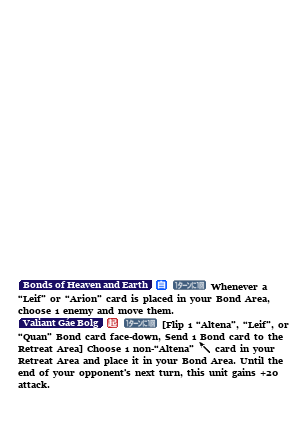 Bonds of Heaven and Earth 自 1ターンに1回 Whenever a
“Leif” or “Arion” card is placed in your Bond Area,
choose 1 enemy and move them.
Valiant Gáe Bolg 起 1ターンに1回 [Flip 1 “Altena”, “Leif”, or
“Quan” Bond card face-down, Send 1 Bond card to the
Retreat Area] Choose 1 non-“Altena” card in your
Retreat Area and place it in your Bond Area. Until the
end of your opponent’s next turn, this unit gains +20
attack.